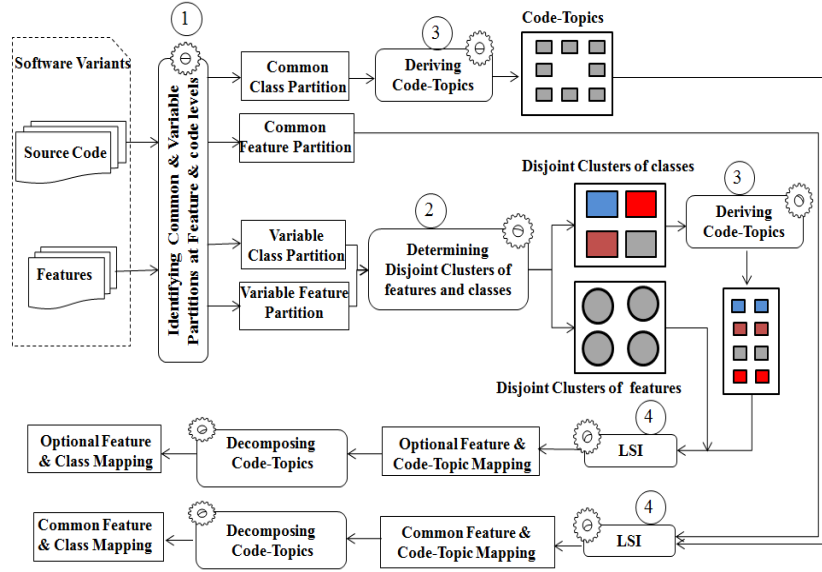 Software Variants
Source Code
Features
1
Identifying Common & Variable
Partitions at Feature & code levels
Common
Class Partition
Common
Feature Partition
Variable
Class Partition
Variable Feature
Partition
3
Deriving
Code-Topics
Code-Topics
2
Determining
Disjoint Clusters of
features and classes
Disjoint Clusters of classes
Disjoint Clusters of features
3
Deriving
Code-Topics
4
LSI
Optional Feature &
Code-Topic Mapping
Decomposing
Code-Topics
Optional Feature
& Class Mapping
4
LSI
Common Feature &
Code-Topic Mapping
Decomposing
Code-Topics
Common Feature
& Class Mapping